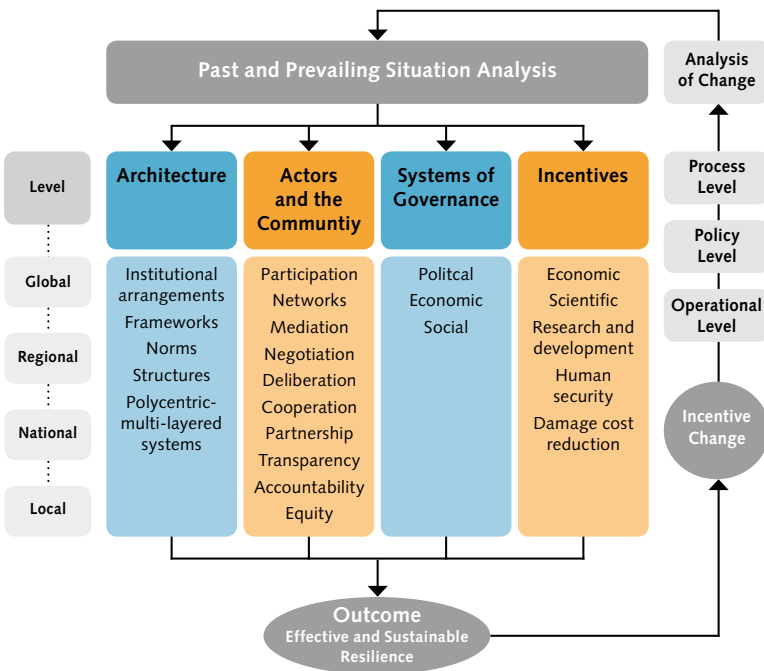 Past and Prevailing Situation Analysis
Analysis
of Change
Level
Global
Regional
National
Local
Architecture
Institutional
arrangements
Frameworks
Norms
Structures
Polycentric-
multi-layered
systems
Actors
and the
Communtiy
Participation
Networks
Mediation
Negotiation
Deliberation
Cooperation
Partnership
Transparency
Accountability
Equity
Systems of
Governance
Politcal
Economic
Social
Incentives
Economic
Scientific
Research and
development
Human
security
Damage cost
reduction
Process
Level
Policy
Level
Operational
Level
Incentive
Change
Outcome
Effective and Sustainable
Resilience